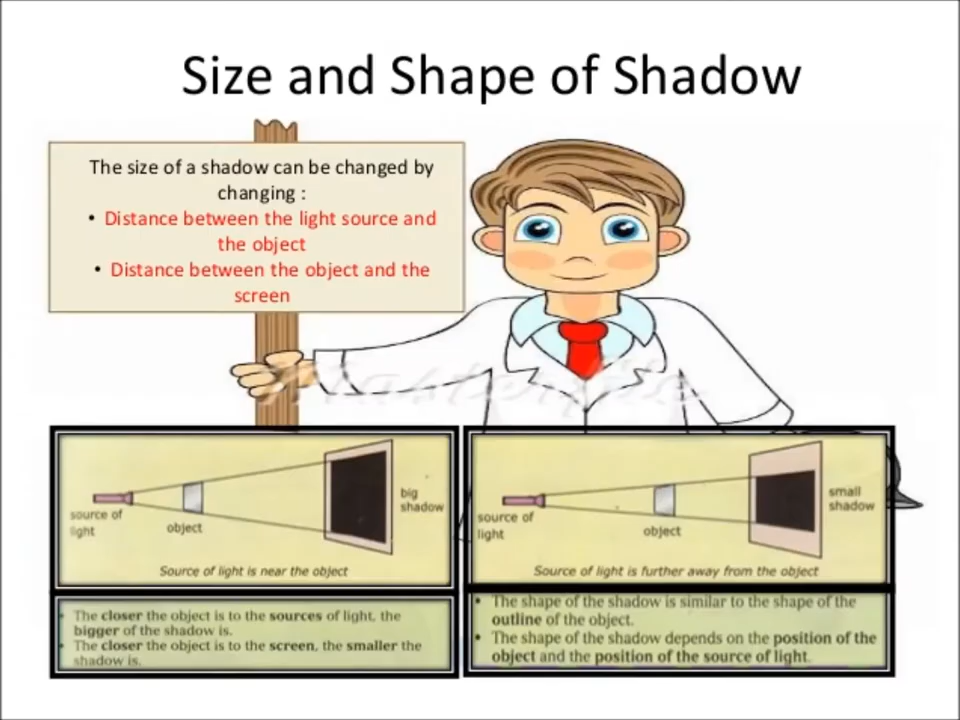 Size and Shape of Shadow
The size of a shadow can be changed by
changing :
• Distance between the light source and
the object
• Distance between the object and the
screen
Masterfile
big
shadow
source of
light
object
Source of light is near the object
small
shadow
source of
light
object
Source of light is further away from the object
• The closer the object is to the sources of light, the
bigger of the shadow is.
• The closer the object is to the screen, the smaller the
shadow is.
• The shape of the shadow is similar to the shape of the
outline of the object.
• The shape of the shadow depends on the position of the
object and the position of the source of light.